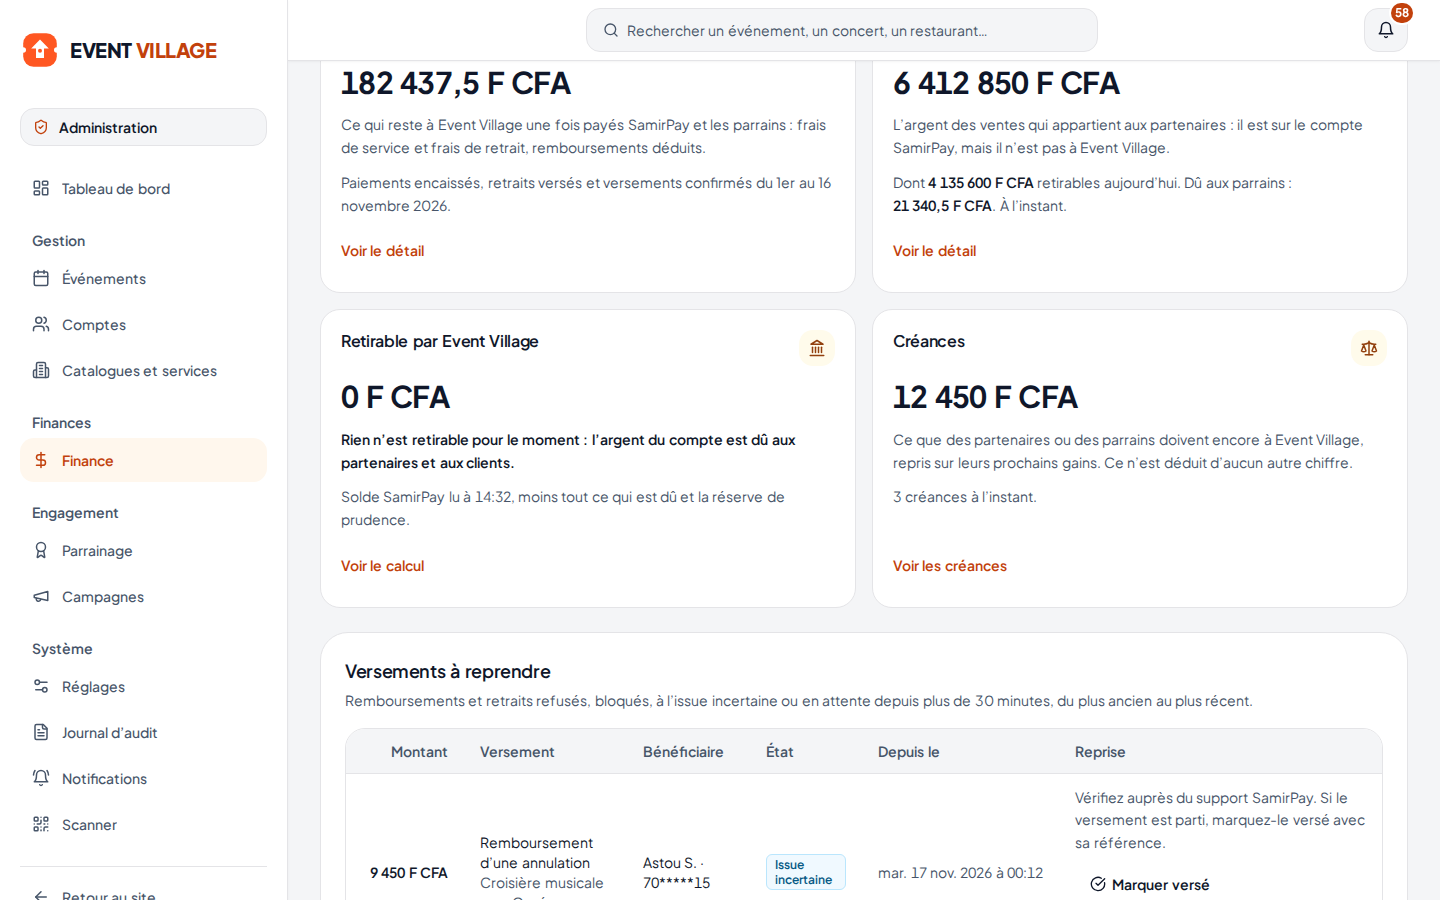 EVENT VILLAGE
Rechercher un événement, un concert, un restaurant…
58
Administration
Tableau de bord
Gestion
Événements
Comptes
Catalogues et services
Finances
Finance
Engagement
Parrainage
Campagnes
Système
Réglages
Journal d’audit
Notifications
Scanner
Retour au site
182 437,5 F CFA
Ce qui reste à Event Village une fois payés SamirPay et les parrains : frais
de service et frais de retrait, remboursements déduits.
Paiements encaissés, retraits versés et versements confirmés du 1er au 16
novembre 2026.
Voir le détail
6 412 850 F CFA
L’argent des ventes qui appartient aux partenaires : il est sur le compte
SamirPay, mais il n’est pas à Event Village.
Dont 4 135 600 F CFA retirables aujourd’hui. Dû aux parrains :
21 340,5 F CFA. À l’instant.
Voir le détail
Retirable par Event Village
0 F CFA
Rien n’est retirable pour le moment : l’argent du compte est dû aux
partenaires et aux clients.
Solde SamirPay lu à 14:32, moins tout ce qui est dû et la réserve de
prudence.
Voir le calcul
Créances
12 450 F CFA
Ce que des partenaires ou des parrains doivent encore à Event Village,
repris sur leurs prochains gains. Ce n’est déduit d’aucun autre chiffre.
3 créances à l’instant.
Voir les créances
Versements à reprendre
Remboursements et retraits refusés, bloqués, à l’issue incertaine ou en attente depuis plus de 30 minutes, du plus ancien au plus récent.
Montant Versement Bénéficiaire État Depuis le Reprise
9 450 F CFA
Remboursement
d’une annulation
Croisière musicale
Astou S. ·
70*****15
Issue
incertaine
mar. 17 nov. 2026 à 00:12
Vérifiez auprès du support SamirPay. Si le
versement est parti, marquez-le versé avec
sa référence.
Marquer versé